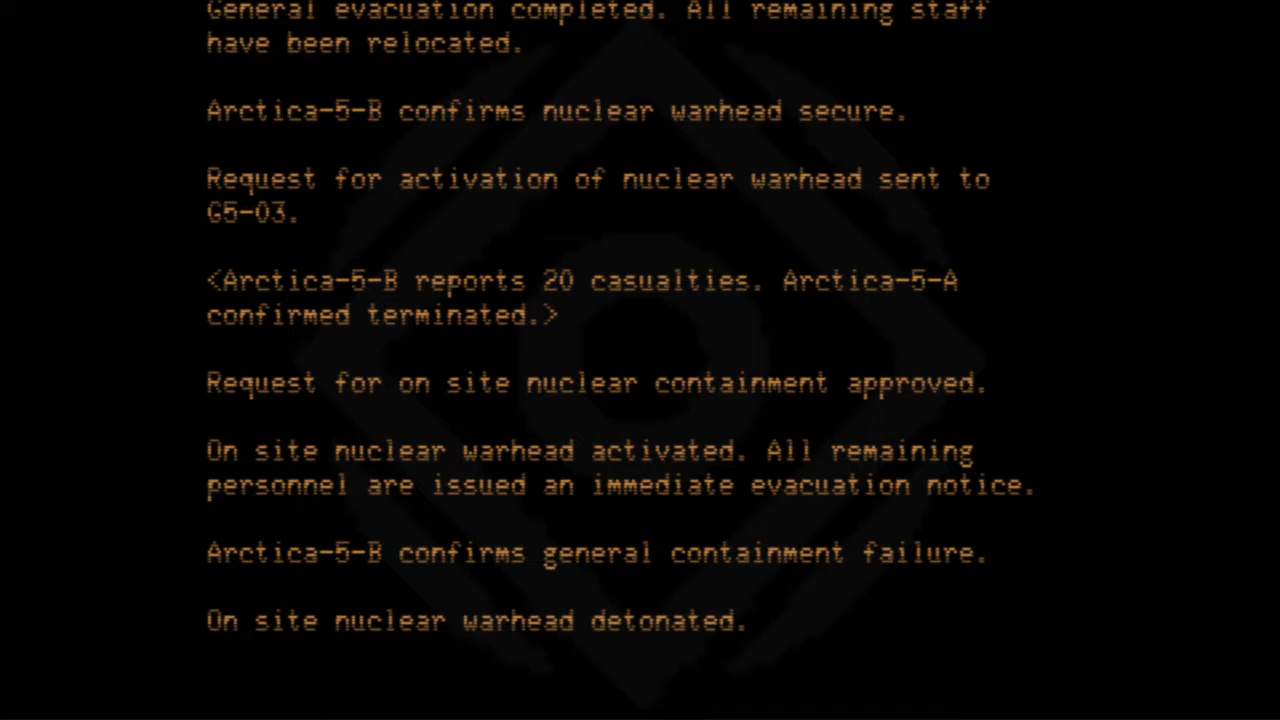 General evacuation completed. All remaining staff
have been relocated.
Arctica-5-B confirms nuclear warhead secure.
Request for activation of nuclear warhead sent to
G5-03.
<Arctica-5-B reports 20 casualties. Arctica-5-A
confirmed terminated.>
Request for on site nuclear containment approved.
On site nuclear warhead activated. All remaining
personnel are issued an immediate evacuation notice.
Arctica-5-B confirms general containment failure.
On site nuclear warhead detonated.